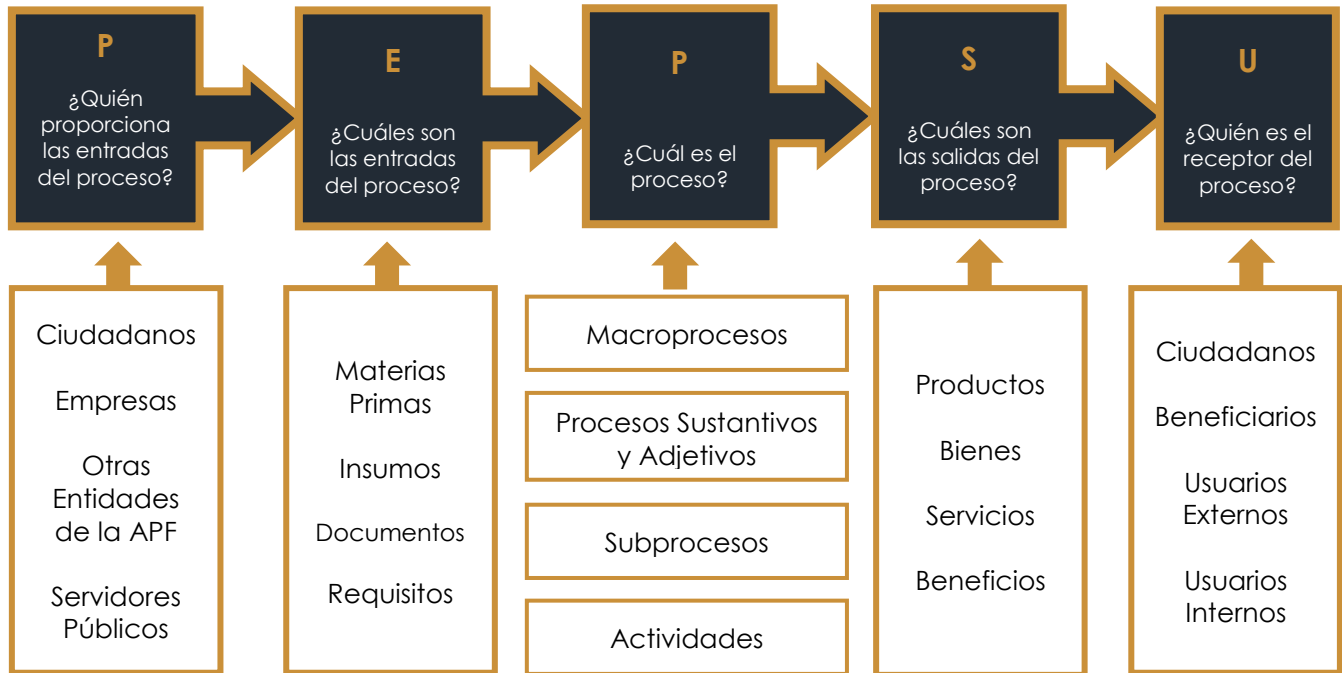 P
¿Quién
proporciona
las entradas
del proceso?
E
¿Cuáles son
las entradas
del proceso?
P
¿Cuál es el
proceso?
S
¿Cuáles son
las salidas del
proceso?
U
¿Quién es el
receptor del
proceso?
Ciudadanos
Empresas
Otras
Entidades
de la APF
Servidores
Públicos
Materias
Primas
Insumos
Documentos
Requisitos
Macroprocesos
Procesos Sustantivos
y Adjetivos
Subprocesos
Actividades
Productos
Bienes
Servicios
Beneficios
Ciudadanos
Beneficiarios
Usuarios
Externos
Usuarios
Internos